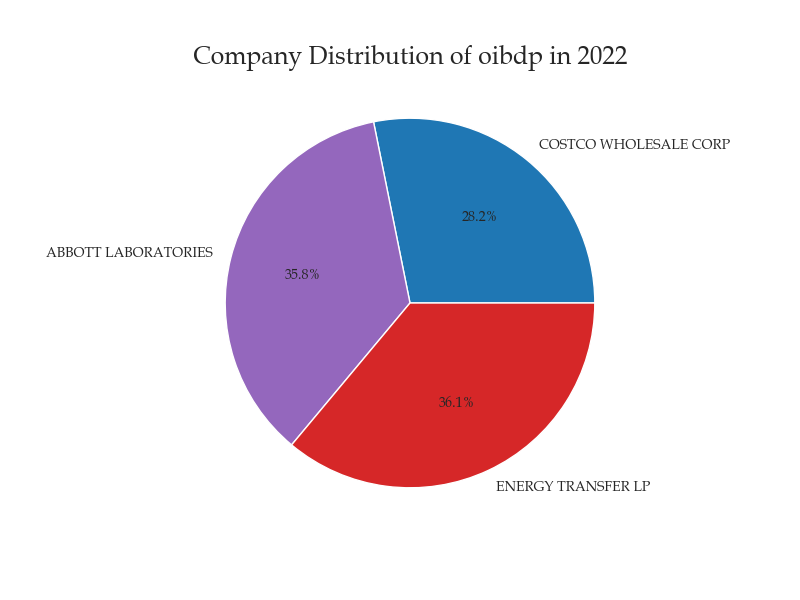 Company Distribution of oibdp in 2022
COSTCO WHOLESALE CORP
28.2%
ABBOTT LABORATORIES
35.8%
36.1%
ENERGY TRANSFER LP